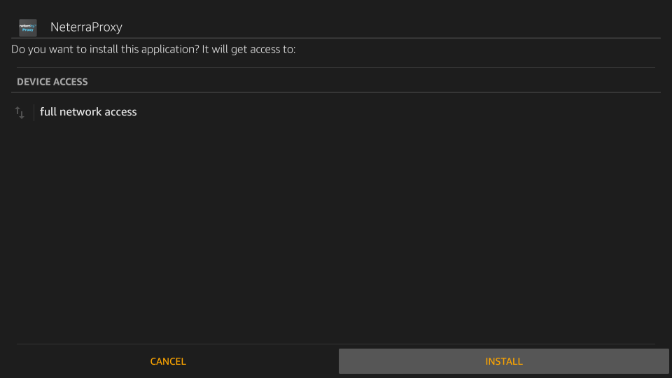 NeterraProxy
Do you want to install this application? It will get access to:
DEVICE ACCESS
full network access
CANCEL
INSTALL